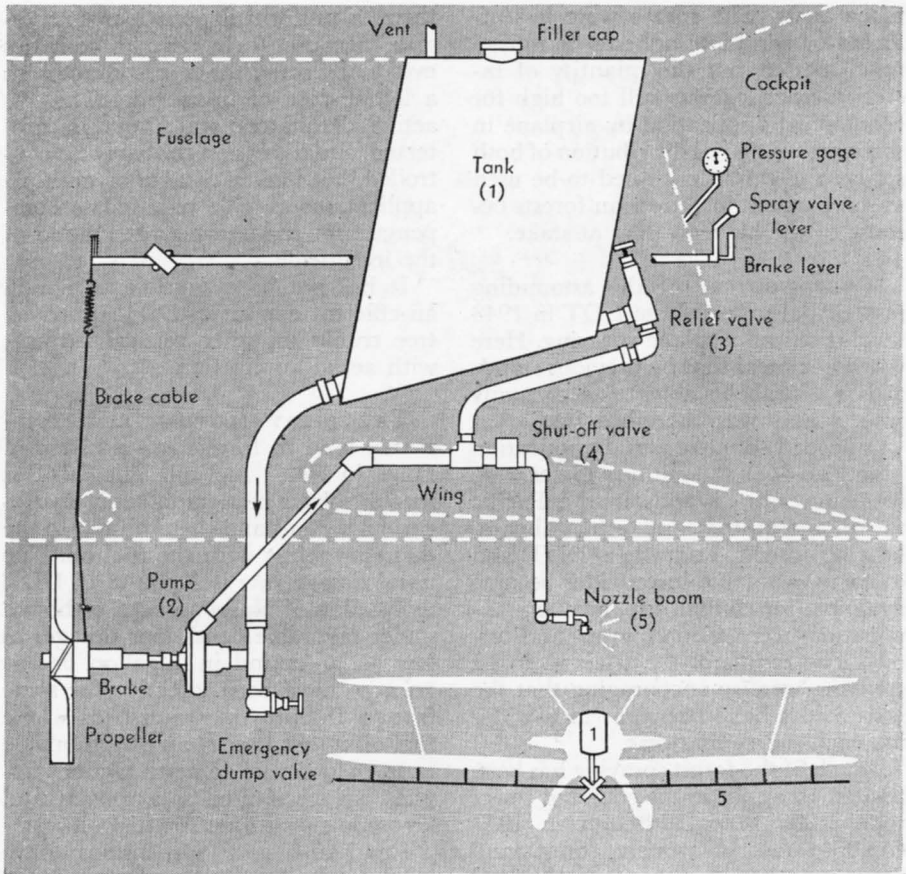 Vent
Filler cap
Cockpit
Fuselage
Pressure gage
Tank
(1)
Spray valve
lever
Brake lever
Relief valve
(3)
Brake cable
Shut-off valve
(4)
Wing
Pump
(2)
Nozzle boom
(5)
Brake
Propeller
Emergency
dump valve
1
5